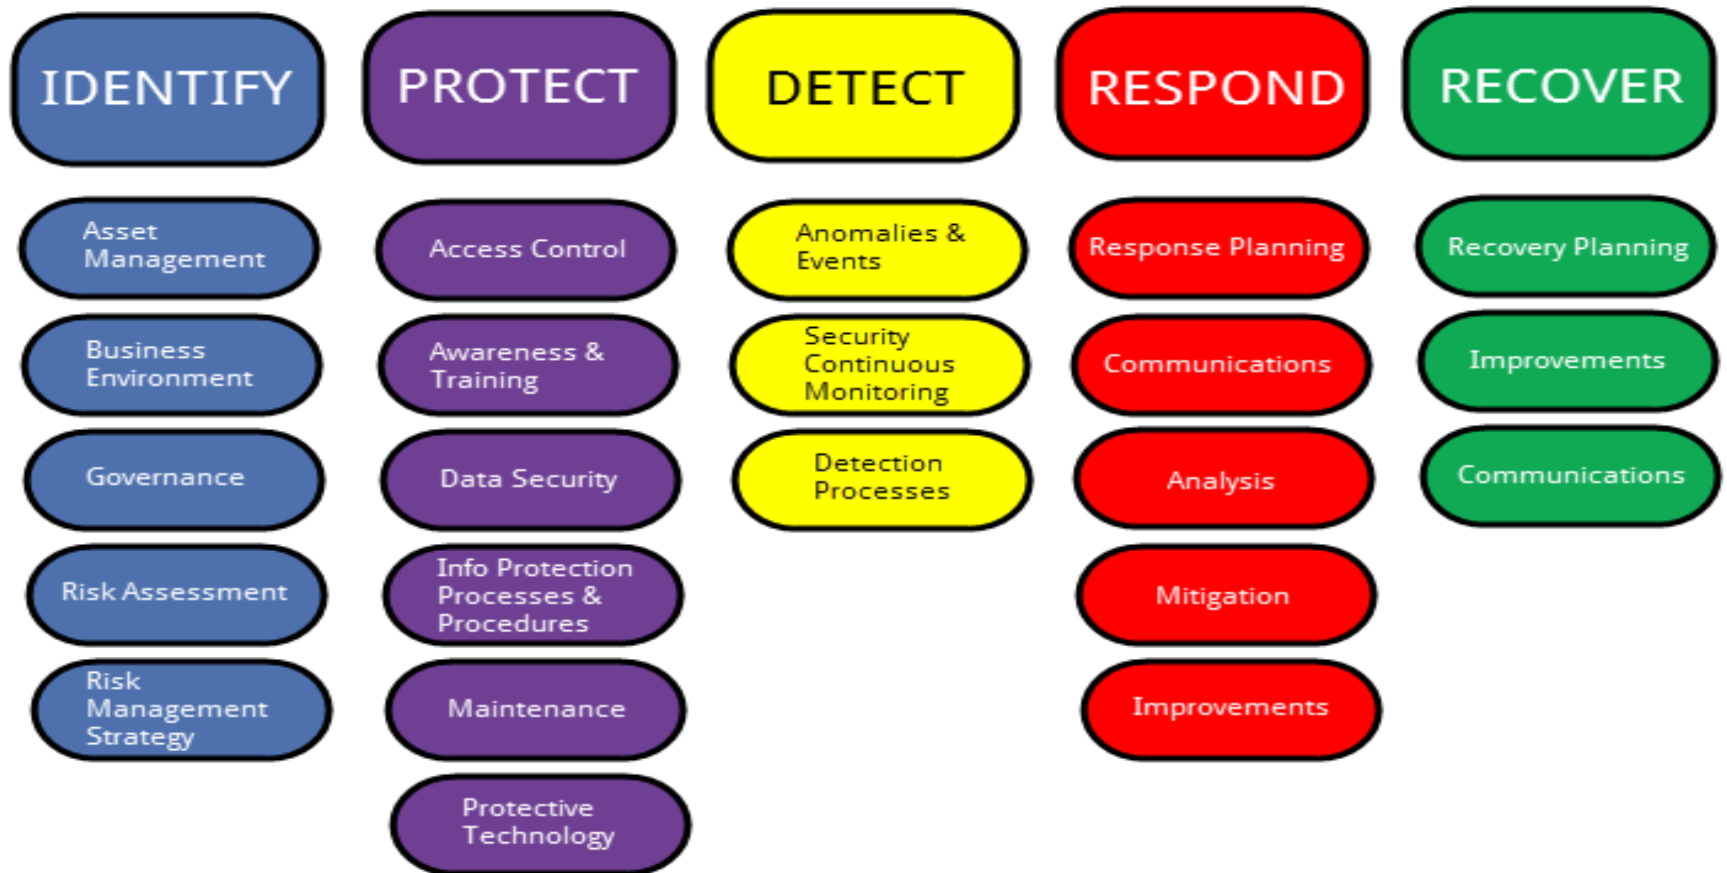 IDENTIFY
Asset
Management
Business
Environment
Governance
Risk Assessment
Risk
Management
Strategy
PROTECT
Access Control
Awareness &
Training
Data Security
Info Protection
Processes &
Procedures
Maintenance
Protective
Technology
DETECT
Anomalies &
Events
Security
Continuous
Monitoring
Detection
Processes
RESPOND
Response Planning
Communications
Analysis
Mitigation
Improvements
RECOVER
Recovery Planning
Improvements
Communications